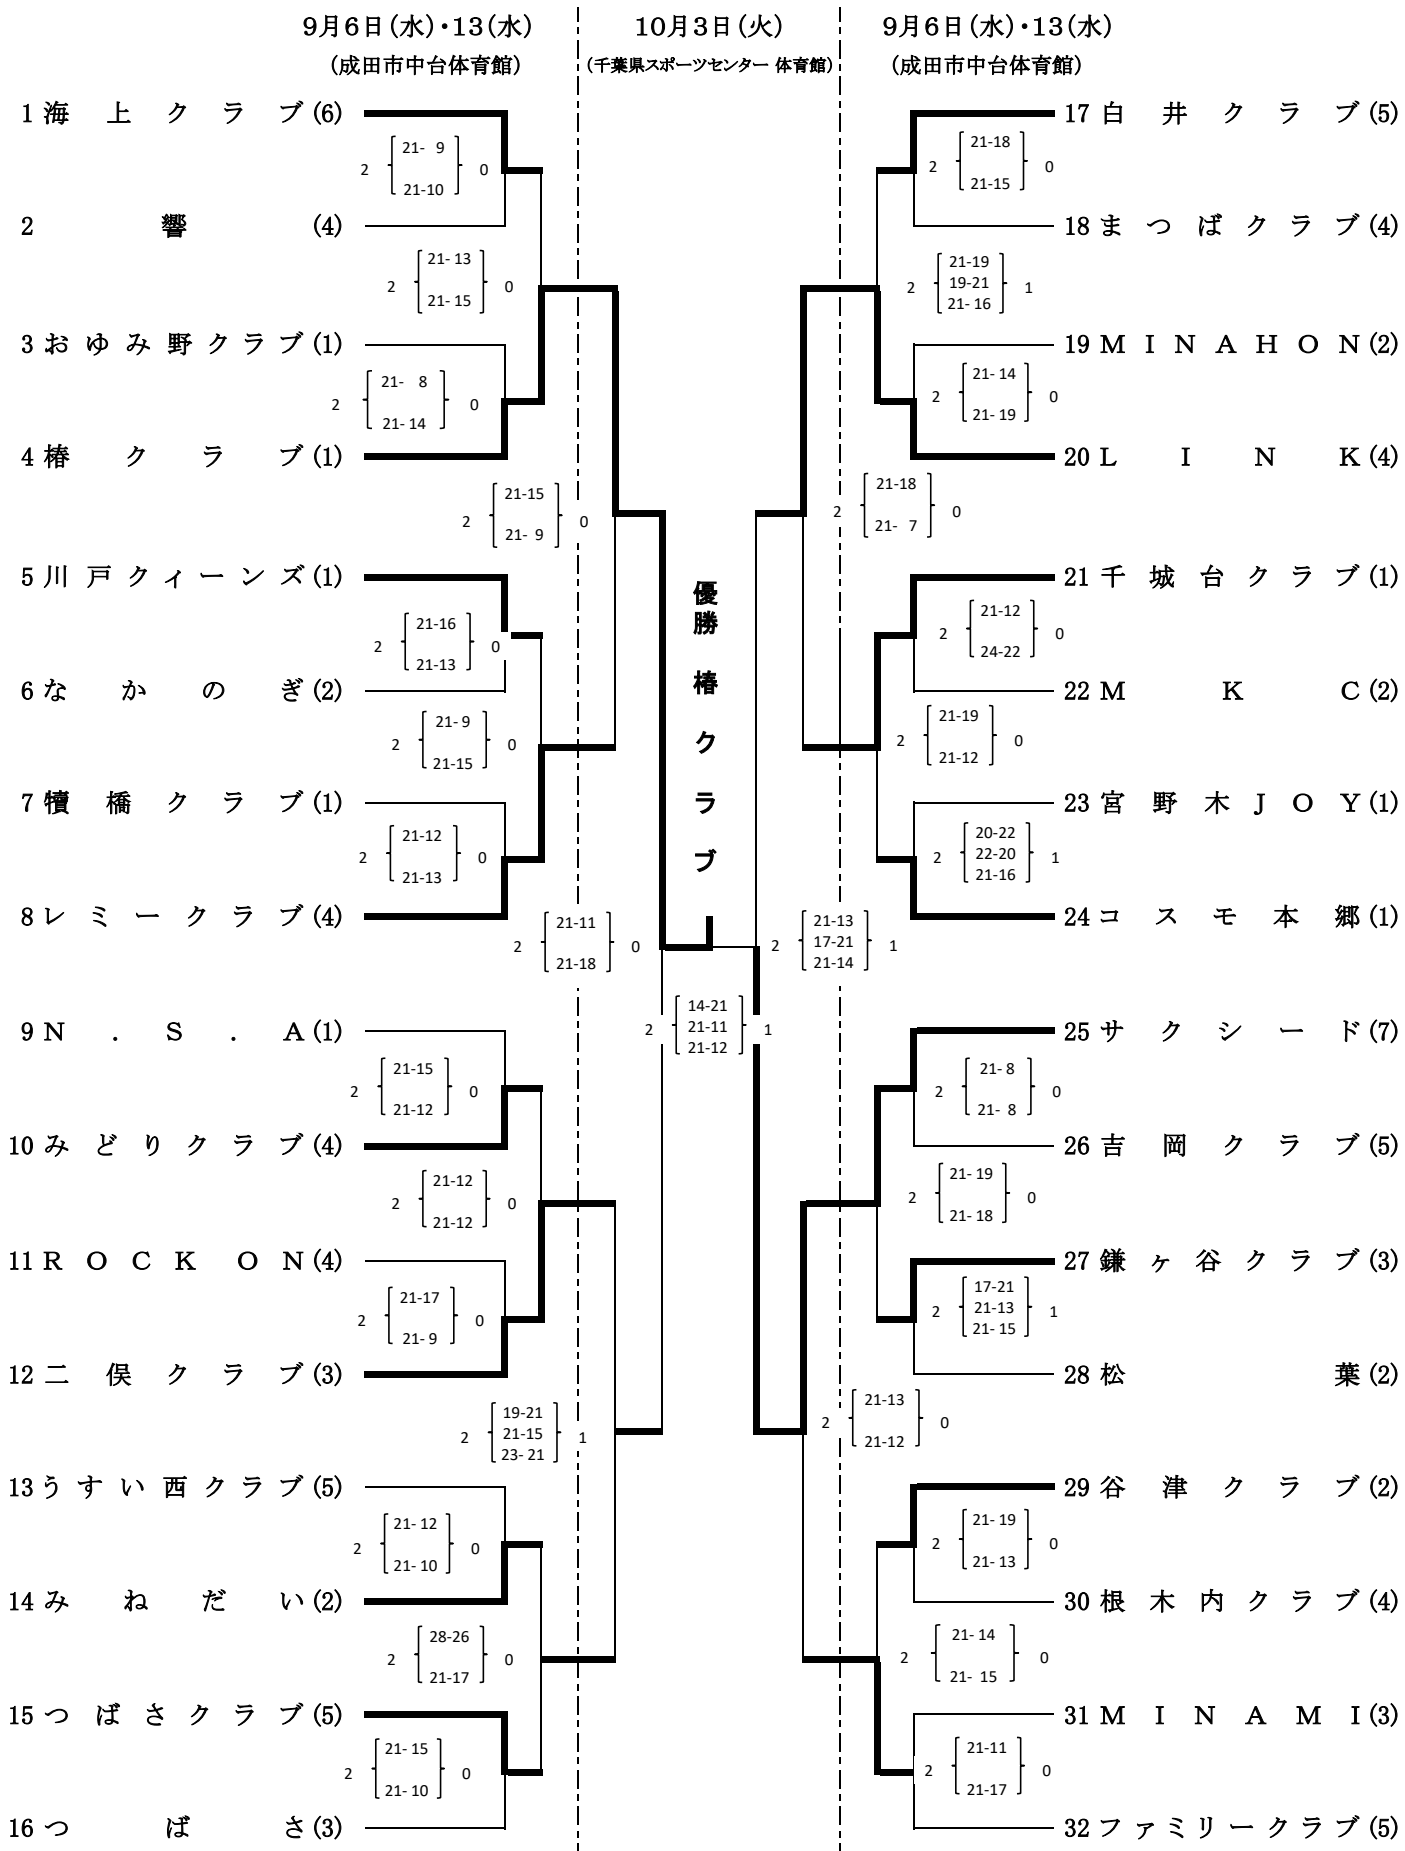 9月6日(水)・13(水)
(成田市中台体育館)
10月3日(火)
(千葉県スポーツセンター 体育館)
9月6日(水)・13(水)
(成田市中台体育館)
1 海上クラブ (6)
2 [21- 9 0
21-10]
2 響 (4)
2 [21- 13 0
21- 15]
3 おゆみ野クラブ (1)
2 [21- 8 0
21- 14]
4 椿クラブ (1)
2 [21-15 0
21- 9]
5 川戸クィーンズ (1)
2 [21-16 0
21-13]
6 なかのぎ (2)
2 [21- 9 0
21-15]
7 犢橋クラブ (1)
2 [21-12 0
21-13]
8 レミークラブ (4)
2 [21-11 0
21-18]
9 N.S.A (1)
2 [21-15 0
21-12]
10 みどりクラブ (4)
2 [21-12 0
21-12]
11 ROCK ON (4)
2 [21-17 0
21- 9]
12 二俣クラブ (3)
2 [19-21
21-15 1
23- 21]
13 うすい西クラブ (5)
2 [21- 12 0
21- 10]
14 みねだい (2)
2 [28-26 0
21-17]
15 つばさクラブ (5)
2 [21- 15 0
21- 10]
16 つばさ (3)
優勝 椿クラブ
2 [14-21
21-11 1
21-12]
17 白井クラブ (5)
2 [21-18 0
21-15]
18 まつばクラブ (4)
2 [21-19
19-21 1
21- 16]
19 MINAHON (2)
2 [21- 14 0
21- 19]
20 LINK (4)
2 [21-18 0
21- 7]
21 千城台クラブ (1)
2 [21-12 0
24-22]
22 MKC (2)
2 [21-19 0
21-12]
23 宮野木JOY (1)
2 [20-22
22-20 1
21-16]
24 コスモ本郷 (1)
2 [21-13
17-21 1
21-14]
25 サクシード (7)
2 [21- 8 0
21- 8]
26 吉岡クラブ (5)
2 [21- 19 0
21- 18]
27 鎌ヶ谷クラブ (3)
2 [17-21
21-13 1
21- 15]
28 松葉 (2)
2 [21-13 0
21-12]
29 谷津クラブ (2)
2 [21- 19 0
21- 13]
30 根木内クラブ (4)
2 [21- 14 0
21- 15]
31 MINAMI (3)
2 [21-11 0
21-17]
32 ファミリークラブ (5)